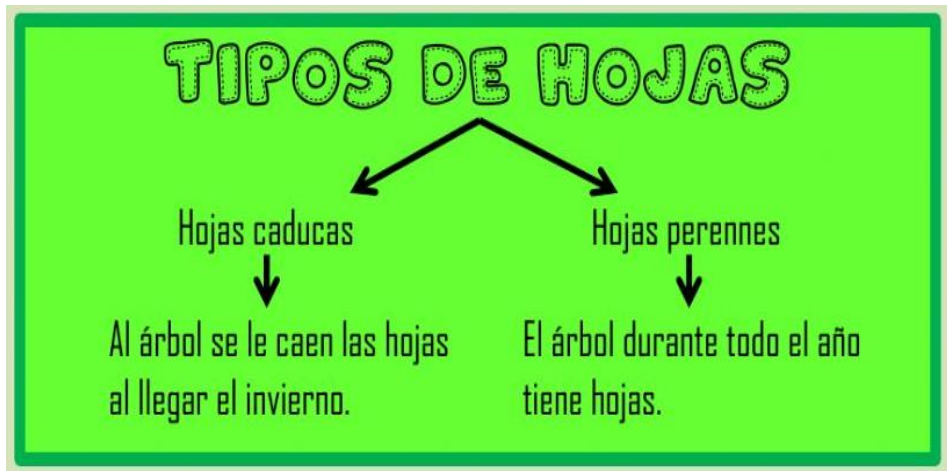 TIPOS DE HOJAS
Hojas caducas
Al árbol se le caen las hojas
al llegar el invierno.
Hojas perennes
El árbol durante todo el año
tiene hojas.